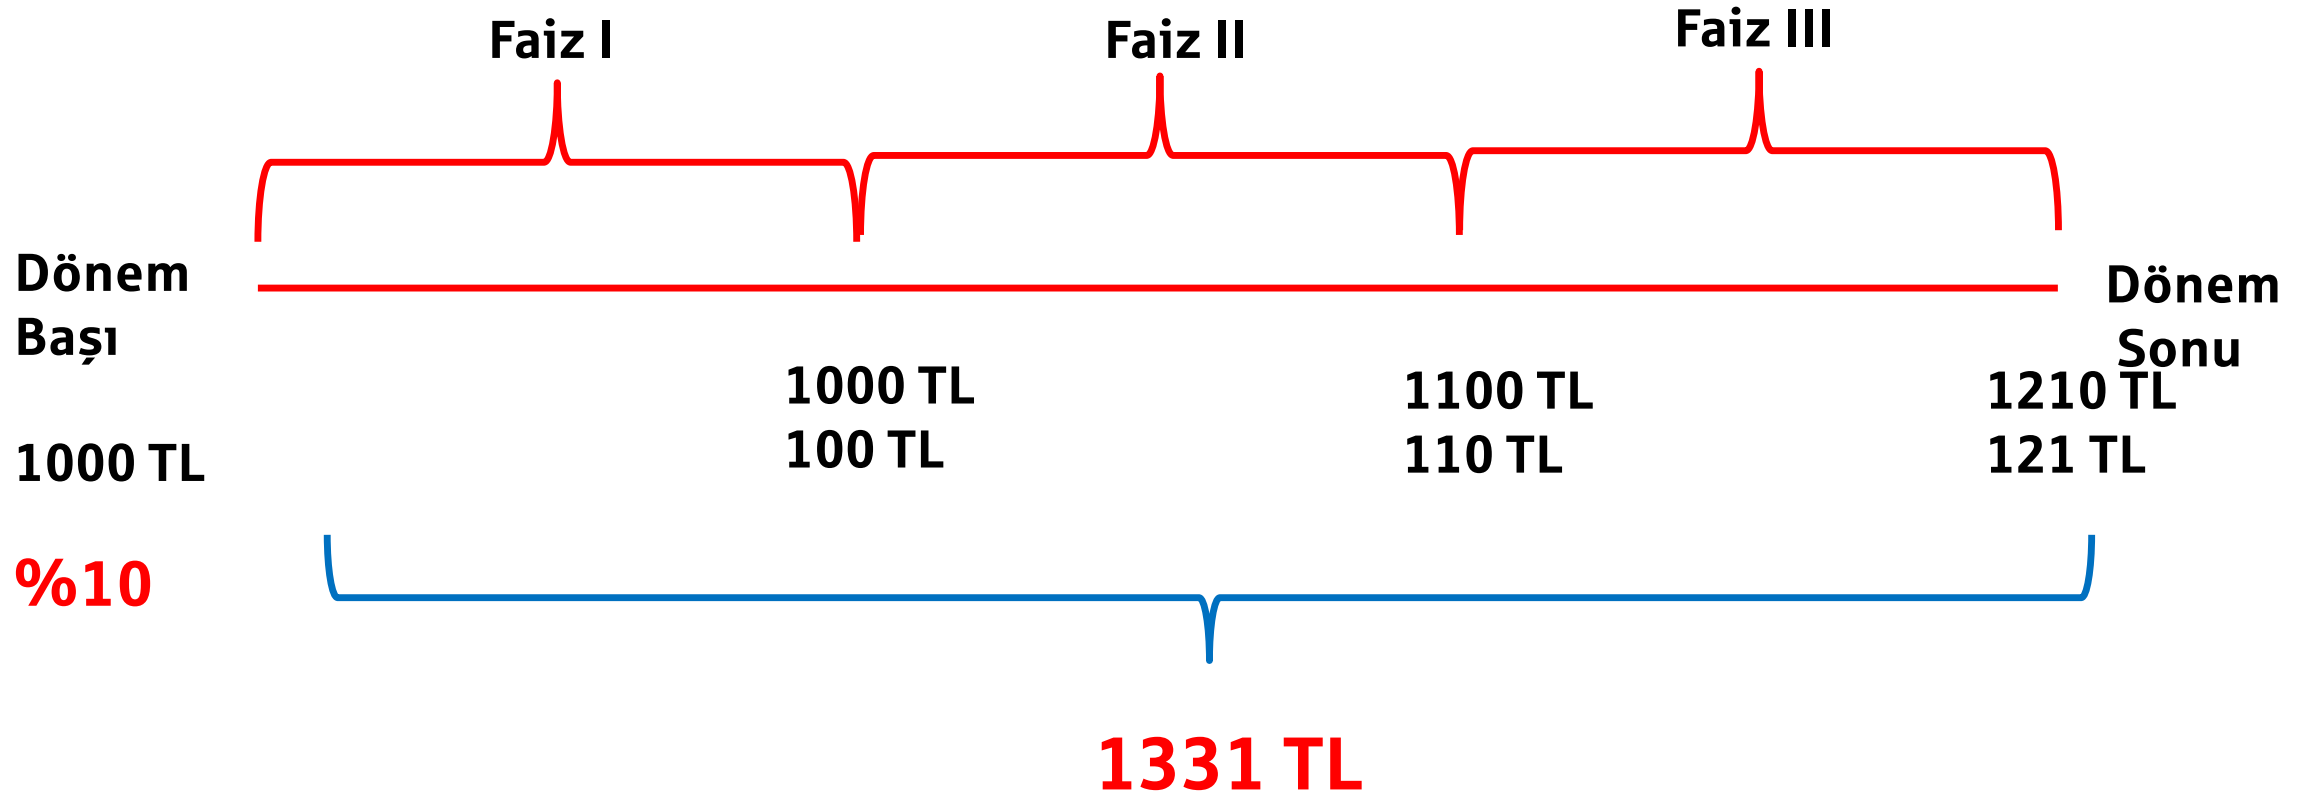 Faiz I
Faiz II
Faiz III
Dönem
Başı
Dönem
Sonu
1000 TL
1000 TL
100 TL
1100 TL
110 TL
1210 TL
121 TL
%10
1331 TL